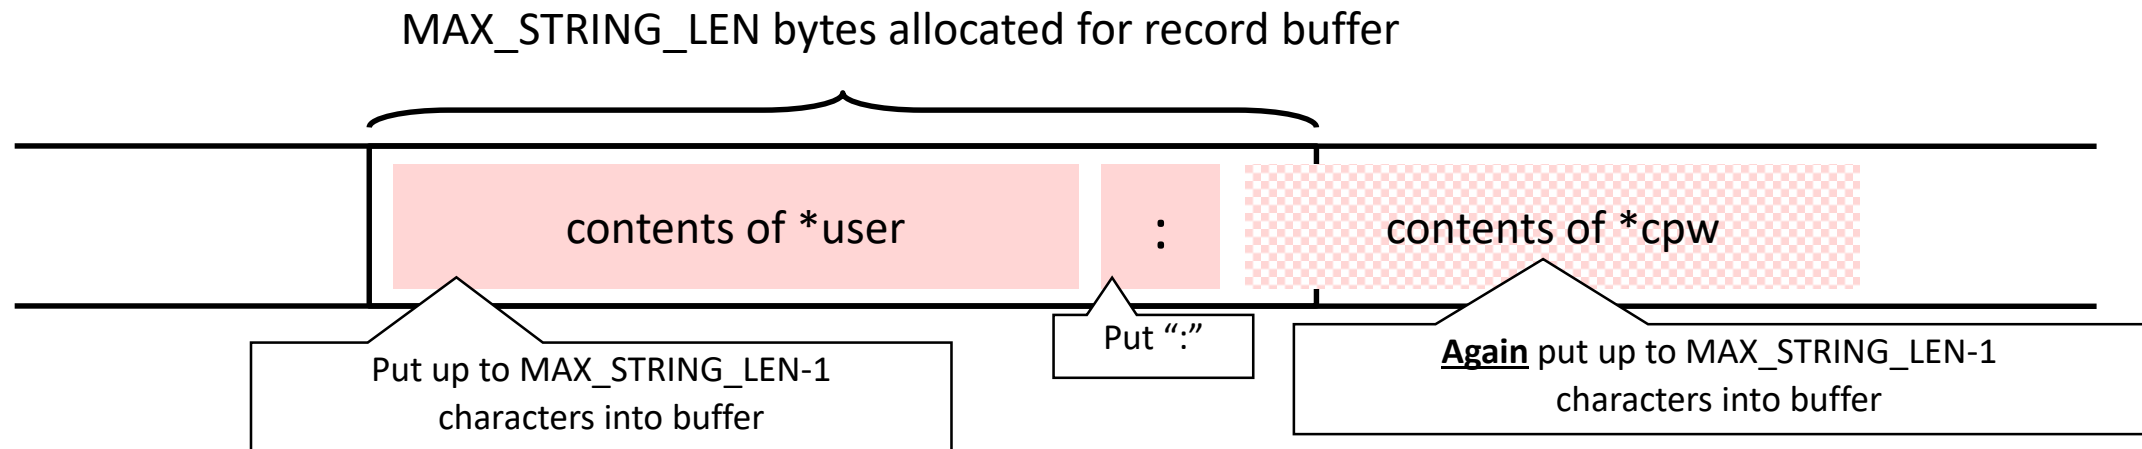 MAX_STRING_LEN bytes allocated for record buffer
contents of *user
:
contents of *cpw
Put up to MAX_STRING_LEN-1
characters into buffer
Put “:”
Again put up to MAX_STRING_LEN-1
characters into buffer